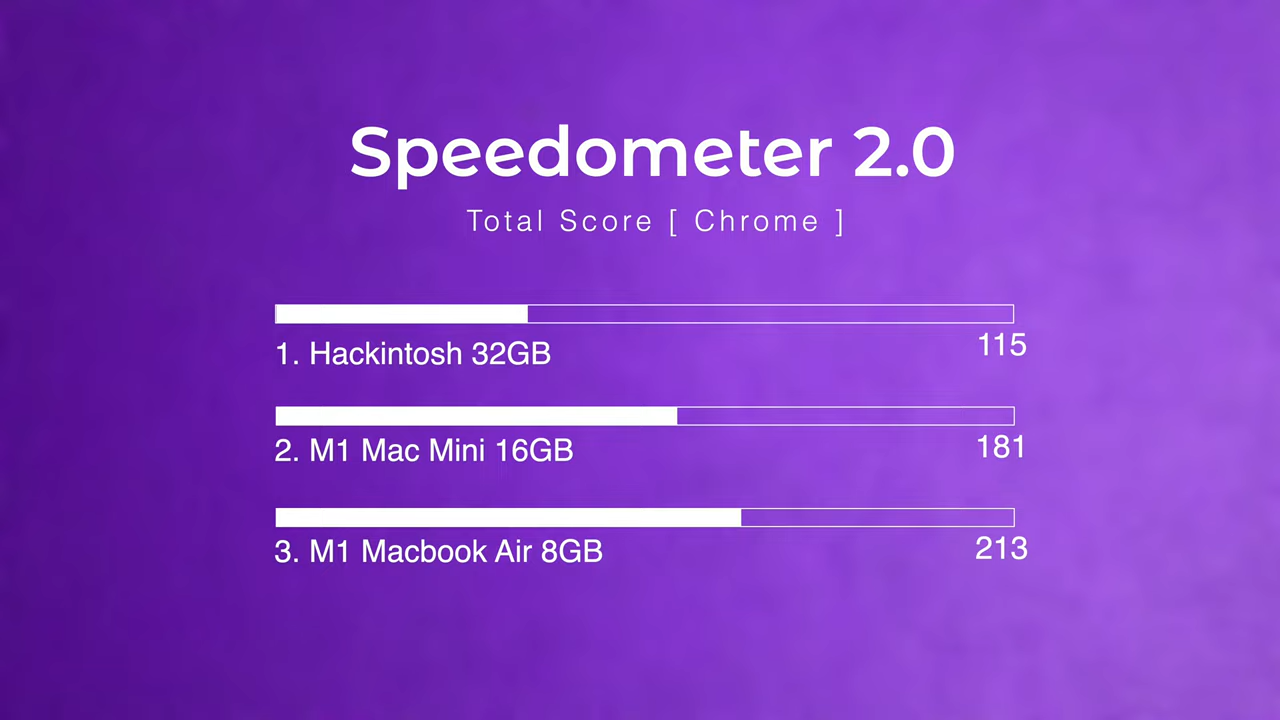 Speedometer 2.0
Total Score [ Chrome ]
1. Hackintosh 32GB
115
2. M1 Mac Mini 16GB
181
3. M1 Macbook Air 8GB
213